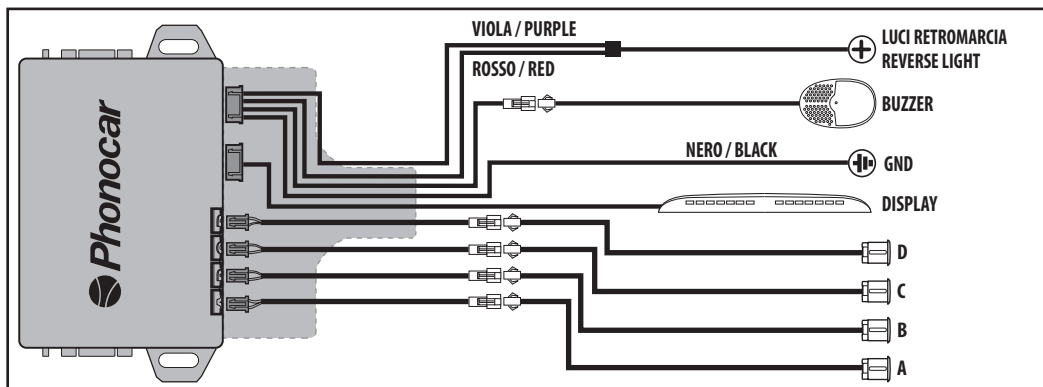 VIOLA / PURPLE
LUCI RETROMARCIA
REVERSE LIGHT
ROSSO / RED
BUZZER
NERO / BLACK
GND
DISPLAY
D
C
B
A
Phonocar